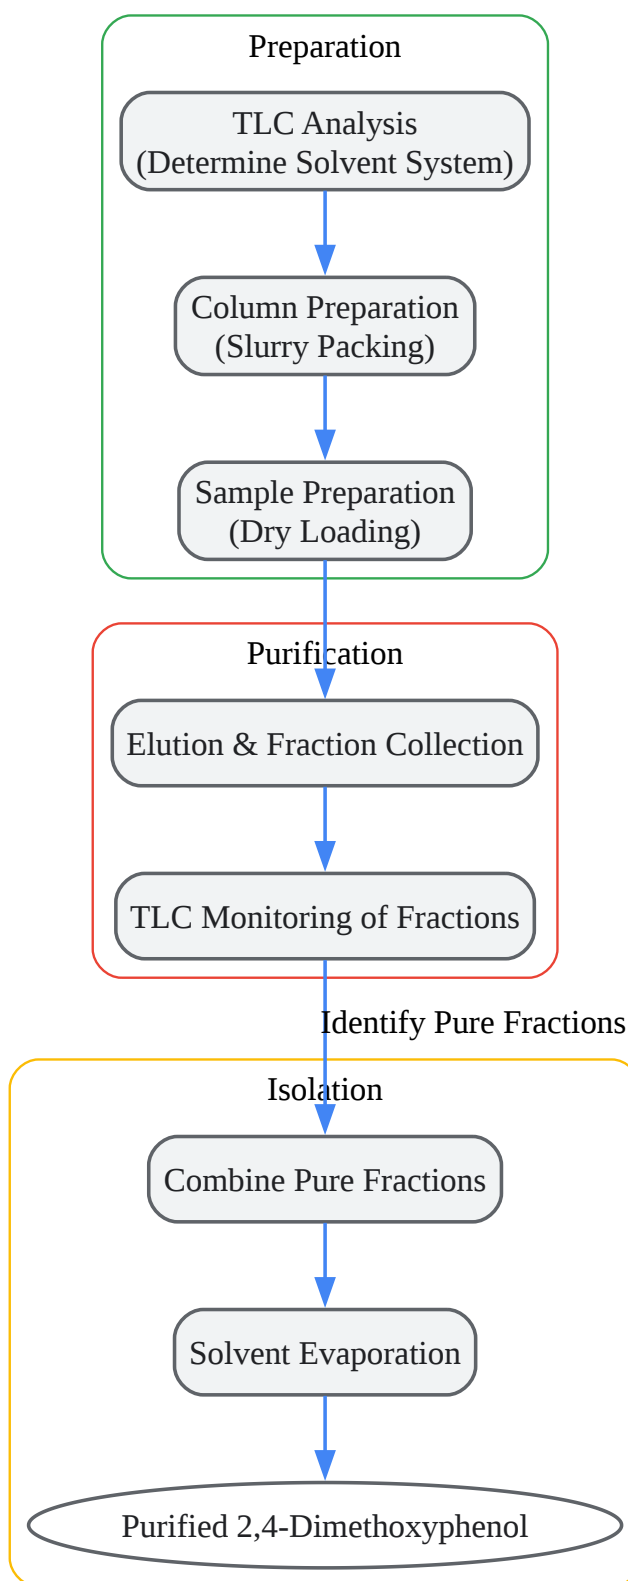 Preparation
TLC Analysis
(Determine Solvent System)
Column Preparation
(Slurry Packing)
Sample Preparation
(Dry Loading)
Purification
Elution & Fraction Collection
TLC Monitoring of Fractions
Identify Pure Fractions
Isolation
Combine Pure Fractions
Solvent Evaporation
Purified 2,4-Dimethoxyphenol